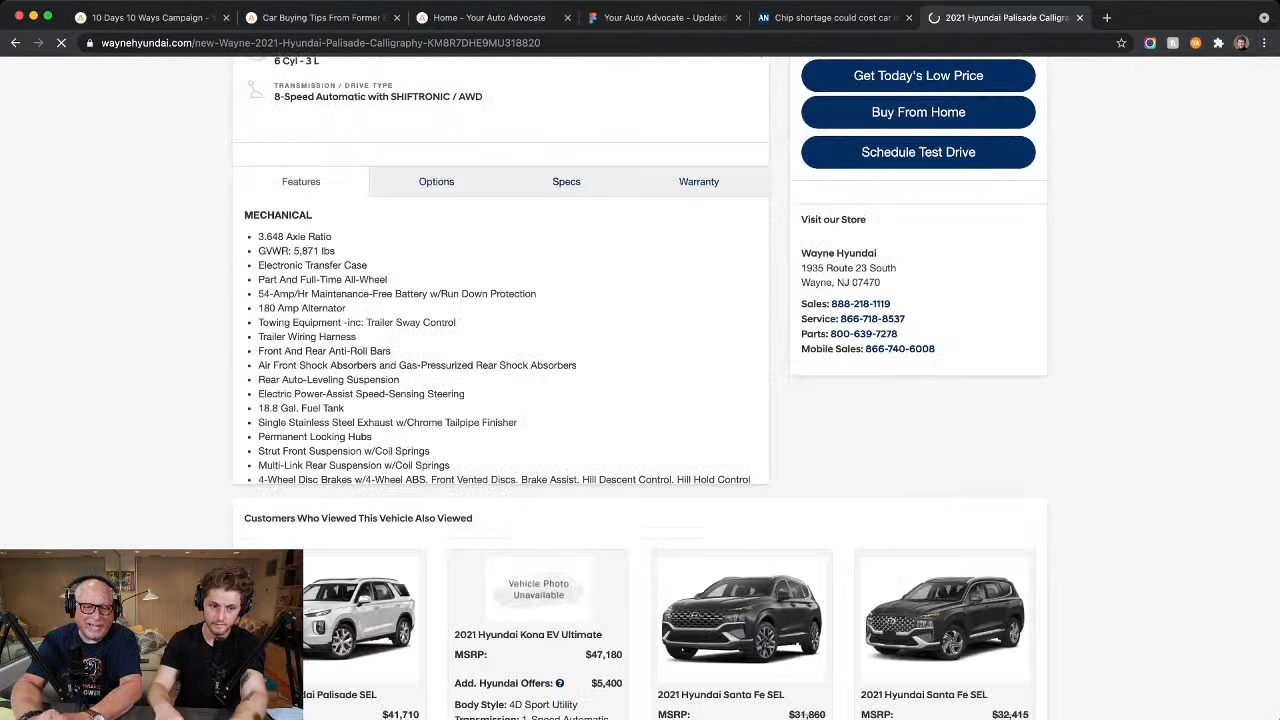 10 Days 10 Ways Campaign - Y
Car Buying Tips From Former
Home - Your Auto Advocate
Your Auto Advocate - Updated
AN Chip shortage could cost car
2021 Hyundai Palisade Calligra
waynehyundai.com/new-Wayne-2021-Hyundai-Palisade-Calligraphy-KM8R7DHE9MU318820
6 Cyl - 3 L
TRANSMISSION / DRIVE TYPE
8-Speed Automatic with SHIFTRONIC / AWD
Get Today's Low Price
Buy From Home
Schedule Test Drive
Features
Options
Specs
Warranty
MECHANICAL
• 3.648 Axle Ratio
• GVWR: 5,871 lbs
• Electronic Transfer Case
• Part And Full-Time All-Wheel
• 54-Amp/Hr Maintenance-Free Battery w/Run Down Protection
• 180 Amp Alternator
• Towing Equipment -inc: Trailer Sway Control
• Trailer Wiring Harness
• Front And Rear Anti-Roll Bars
• Air Front Shock Absorbers and Gas-Pressurized Rear Shock Absorbers
• Rear Auto-Leveling Suspension
• Electric Power-Assist Speed-Sensing Steering
• 18.8 Gal. Fuel Tank
• Single Stainless Steel Exhaust w/Chrome Tailpipe Finisher
• Permanent Locking Hubs
• Strut Front Suspension w/Coil Springs
• Multi-Link Rear Suspension w/Coil Springs
• 4-Wheel Disc Brakes w/4-Wheel ABS, Front Vented Discs, Brake Assist, Hill Descent Control, Hill Hold Control
Visit our Store
Wayne Hyundai
1935 Route 23 South
Wayne, NJ 07470
Sales: 888-218-1119
Service: 866-718-8537
Parts: 800-639-7278
Mobile Sales: 866-740-6008
Customers Who Viewed This Vehicle Also Viewed
dai Palisade SEL
$41,710
Vehicle Photo
Unavailable
2021 Hyundai Kona EV Ultimate
MSRP: $47,180
Add. Hyundai Offers: $5,400
Body Style: 4D Sport Utility
Transmission: 1-Speed Automatic
2021 Hyundai Santa Fe SEL
MSRP: $31,860
2021 Hyundai Santa Fe SEL
MSRP: $32,415